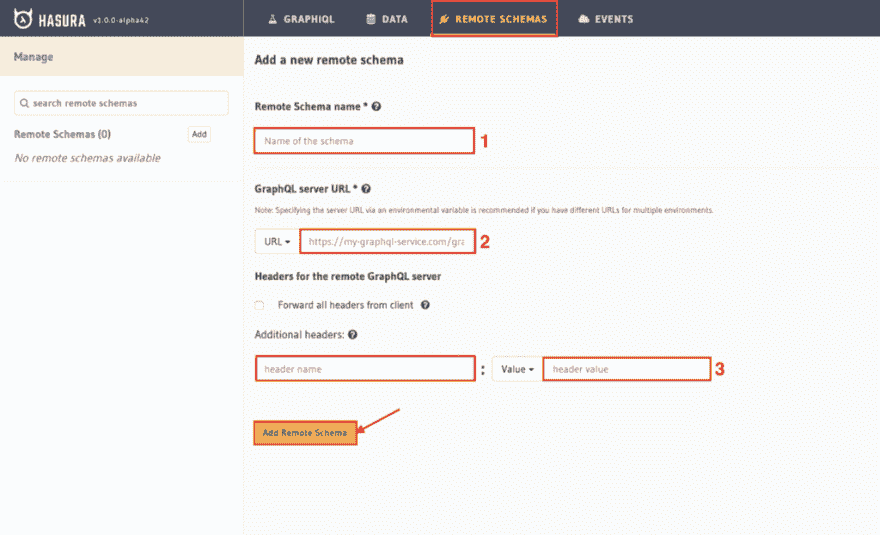 HASURA v1.0.0-alpha42 GRAPHIQL DATA REMOTE SCHEMAS EVENTS
Manage
search remote schemas
Remote Schemas (0) Add
No remote schemas available
Add a new remote schema
Remote Schema name *
Name of the schema 1
GraphQL server URL *
Note: Specifying the server URL via an environmental variable is recommended if you have different URLs for multiple environments.
URL https://my-graphql-service.com/gra 2
Headers for the remote GraphQL server
Forward all headers from client
Additional headers:
header name : Value header value 3
Add Remote Schema